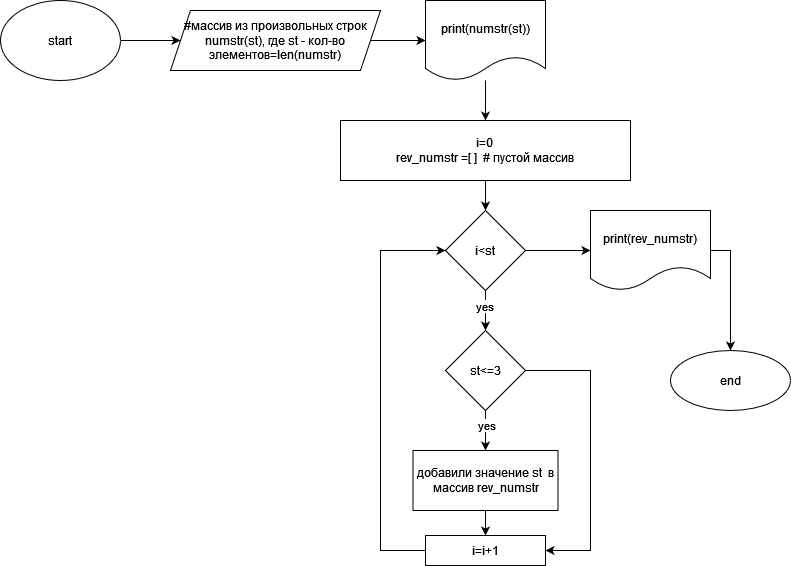 start
#массив из произвольных строк
numstr(st), где st - кол-во
элементов=len(numstr)
print(numstr(st))
i=0
rev_numstr =[ ] # пустой массив
i<st
print(rev_numstr)
yes
st<=3
end
yes
добавили значение st в
массив rev_numstr
i=i+1